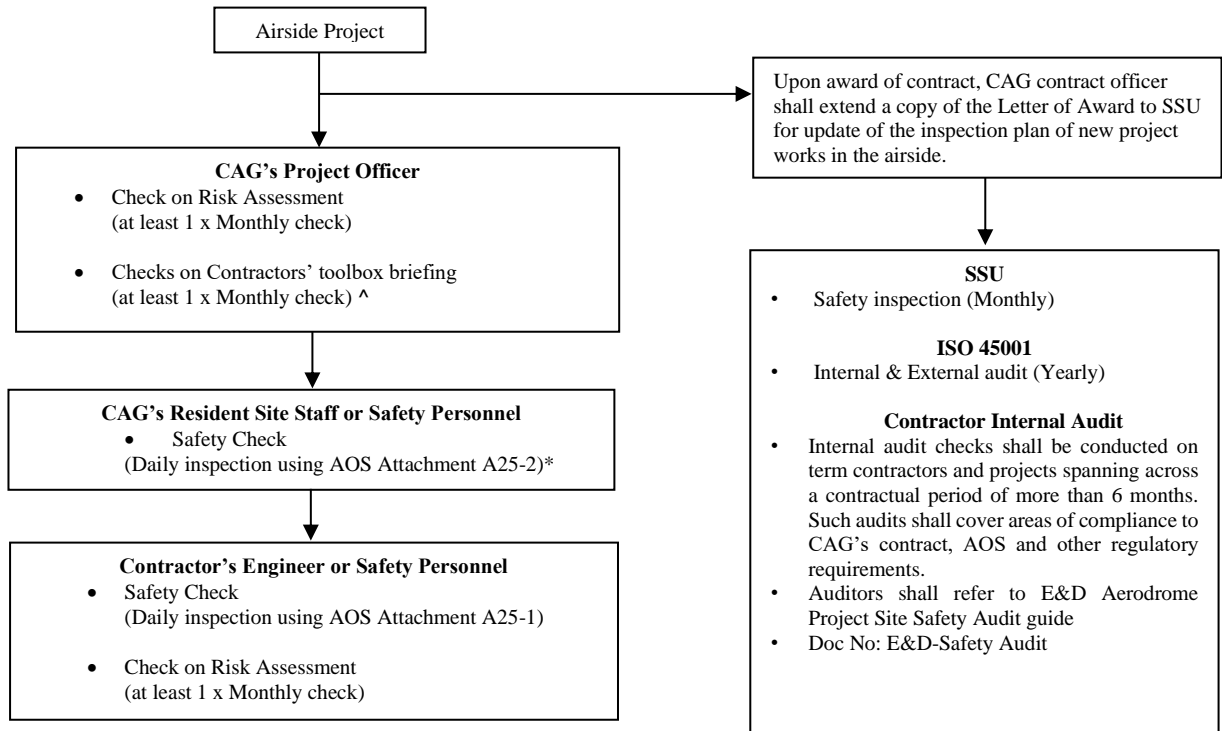 Airside Project
Upon award of contract, CAG contract officer
shall extend a copy of the Letter of Award to SSU
for update of the inspection plan of new project
works in the airside.
CAG's Project Officer
• Check on Risk Assessment
(at least 1 x Monthly check)
• Checks on Contractors' toolbox briefing
(at least 1 x Monthly check) ^
CAG's Resident Site Staff or Safety Personnel
• Safety Check
(Daily inspection using AOS Attachment A25-2)*
Contractor's Engineer or Safety Personnel
• Safety Check
(Daily inspection using AOS Attachment A25-1)
• Check on Risk Assessment
(at least 1 x Monthly check)
SSU
• Safety inspection (Monthly)
ISO 45001
• Internal & External audit (Yearly)
Contractor Internal Audit
• Internal audit checks shall be conducted on
term contractors and projects spanning across
a contractual period of more than 6 months.
Such audits shall cover areas of compliance to
CAG's contract, AOS and other regulatory
requirements.
• Auditors shall refer to E&D Aerodrome
Project Site Safety Audit guide
• Doc No: E&D-Safety Audit